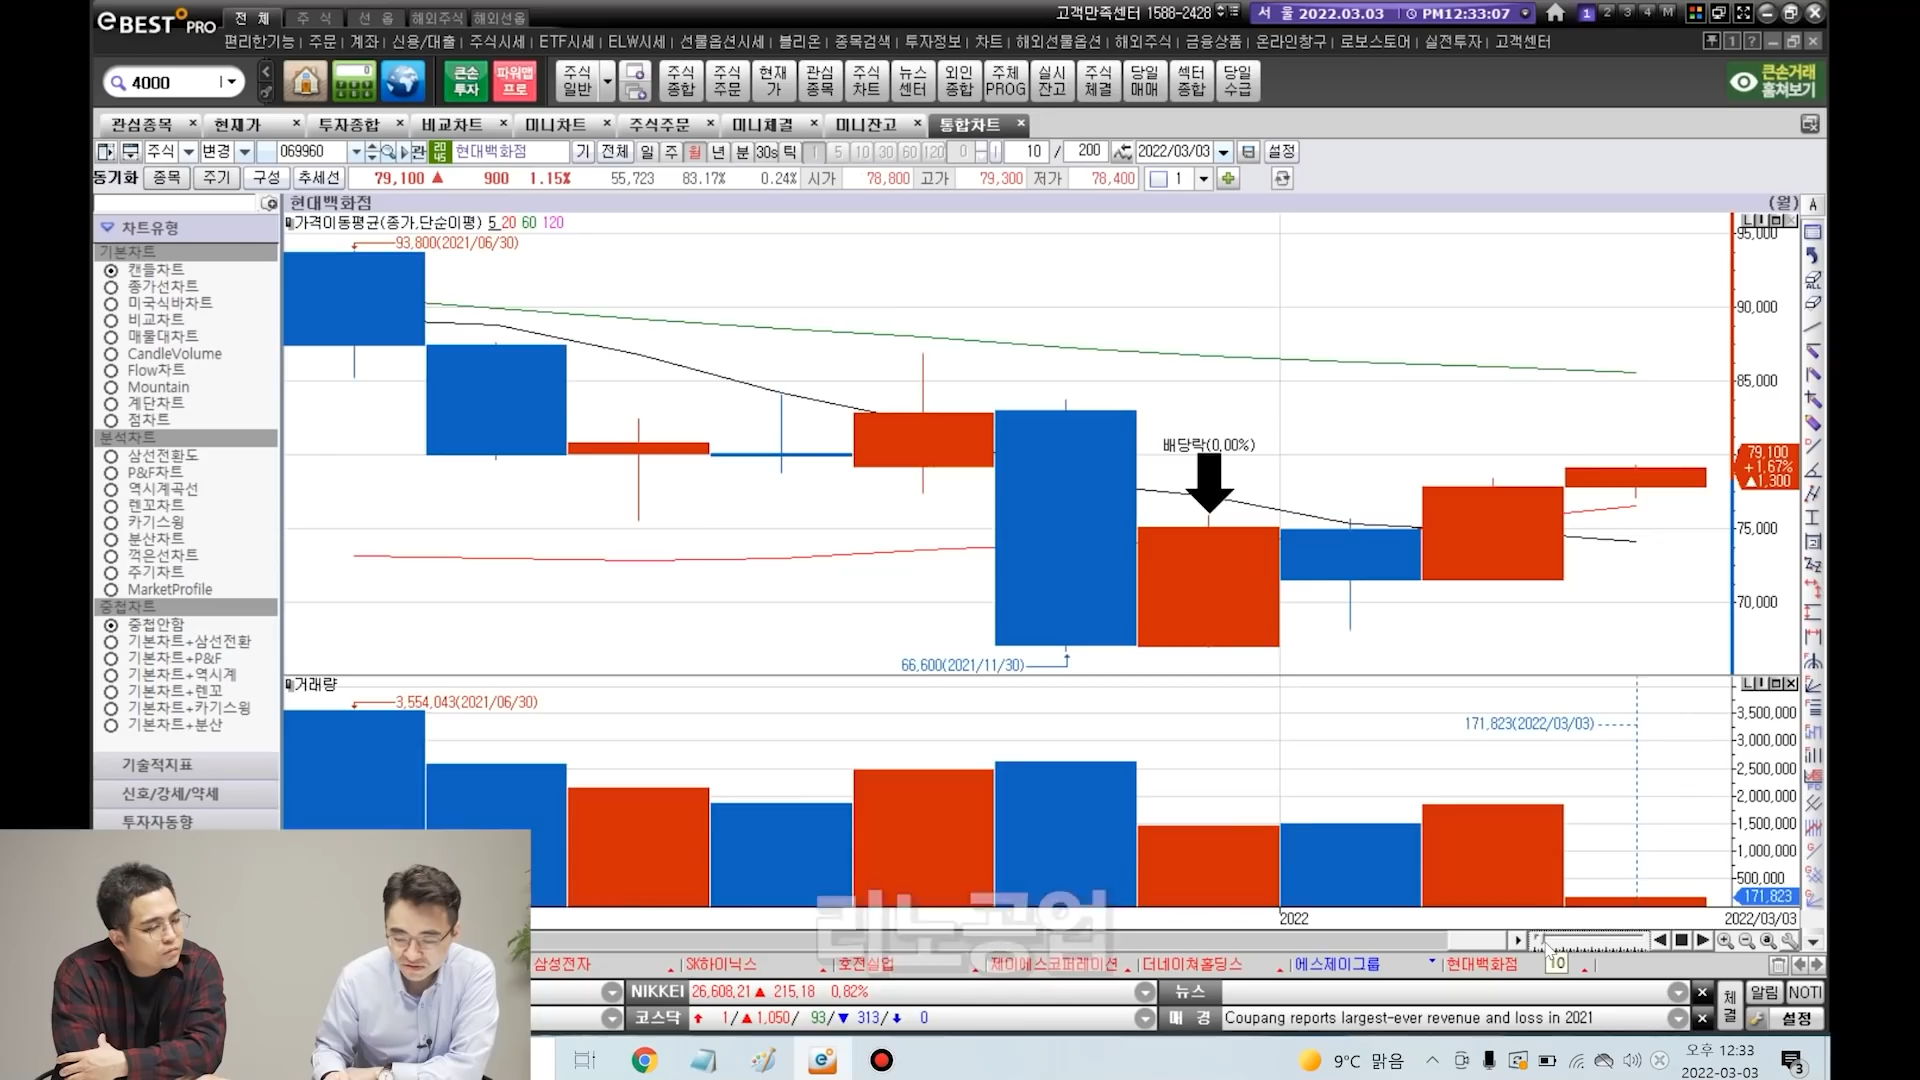 eBEST PRO
전 체
주 식
선 옵
해외주식
해외선옵
고객만족센터 1588-2428
서 울 2022.03.03
PM12:33:07
1 2 3 4 M
편리한기능 주문 계좌 신용/대출 주식시세 ETF시세 ELW시세 선물옵션시세 블리온 종목검색 투자정보 차트 해외선물옵션 해외주식 금융상품 온라인창구 로보스토어 실전투자 고객센터
4000
큰손 투자
파워맵 프로
주식 일반
주식 종합
주식 주문
현재 가
관심 종목
주식 차트
뉴스 센터
외인 종합
주체 PROG
실시 잔고
주식 체결
당일 매매
섹터 종합
당일 수급
큰손거래 훔쳐보기
관심종목 × 현재가 × 투자종합 × 비교차트 × 미니차트 × 주식주문 × 미니체결 × 미니잔고 × 통합차트 ×
주식 변경 069960 관 20 45 현대백화점 기 전체 일 주 월 년 분 30s 틱 1 5 10 30 60 120 0 10 / 200 2022/03/03 설정
동기화 종목 주기 구성 추세선 79,100 ▲ 900 1.15% 55,723 83.17% 0.24% 시가 78,800 고가 79,300 저가 78,400 1
현대백화점
(월)
A
차트유형
기본차트
캔들차트
종가선차트
미국식바차트
비교차트
매물대차트
CandleVolume
Flow차트
Mountain
계단차트
점차트
분석차트
삼선전환도
P&F차트
역시계곡선
렌꼬차트
카기스윙
분산차트
꺽은선차트
주기차트
MarketProfile
중첩차트
중첩안함
기본차트+삼선전환
기본차트+P&F
기본차트+역시계
기본차트+렌꼬
기본차트+카기스윙
기본차트+분산
기술적지표
신호/강세/약세
투자자동향
가격이동평균(종가,단순이평) 5 20 60 120
93,800(2021/06/30)
배당락(0.00%)
66,600(2021/11/30)
95,000
90,000
85,000
79,100
+1.67%
▲1,300
75,000
70,000
거래량
3,554,043(2021/06/30)
171,823(2022/03/03)
3,500,000
3,000,000
2,500,000
2,000,000
1,500,000
1,000,000
500,000
171,823
2022
2022/03/03
리노공업
10
삼성전자 SK하이닉스 호전실업 제이에스코퍼레이션 더네이쳐홀딩스 에스제이그룹 현대백화점
NIKKEI 26,608.21 ▲ 215.18 0.82%
뉴스
코스닥 1/▲1,050/ 93/▼ 313/ 0
매 경
Coupang reports largest-ever revenue and loss in 2021
체결
알림
NOTI
설정
9°C 맑음
오후 12:33
2022-03-03
3